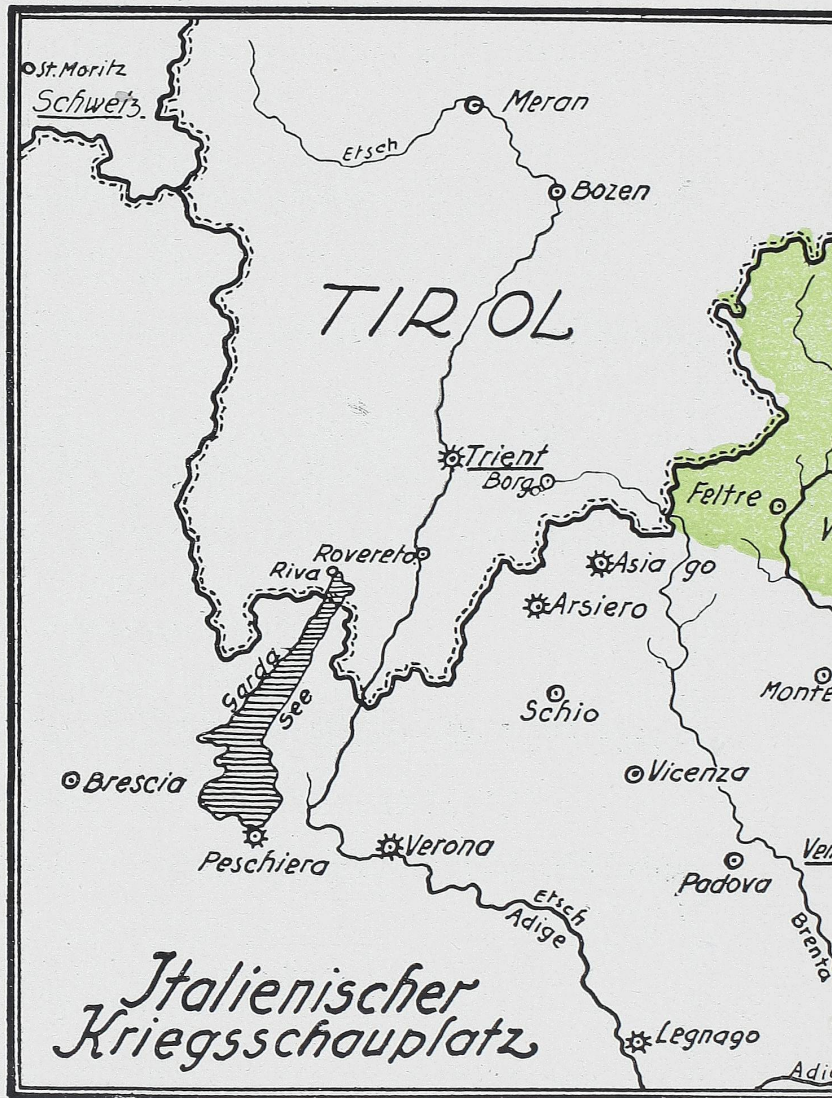 St. Moritz
Schweiz.
Meran
Etsch
Bozen
TIROL
Trient
Borgo
Feltre
Rovereto
Riva
Asiago
Arsiero
Garda
See
Schio
Monte
Vicenza
Brescia
Verona
Peschiera
Padova
Etsch
Adige
Brenta
Italienischer
Kriegsschauplatz
Legnago